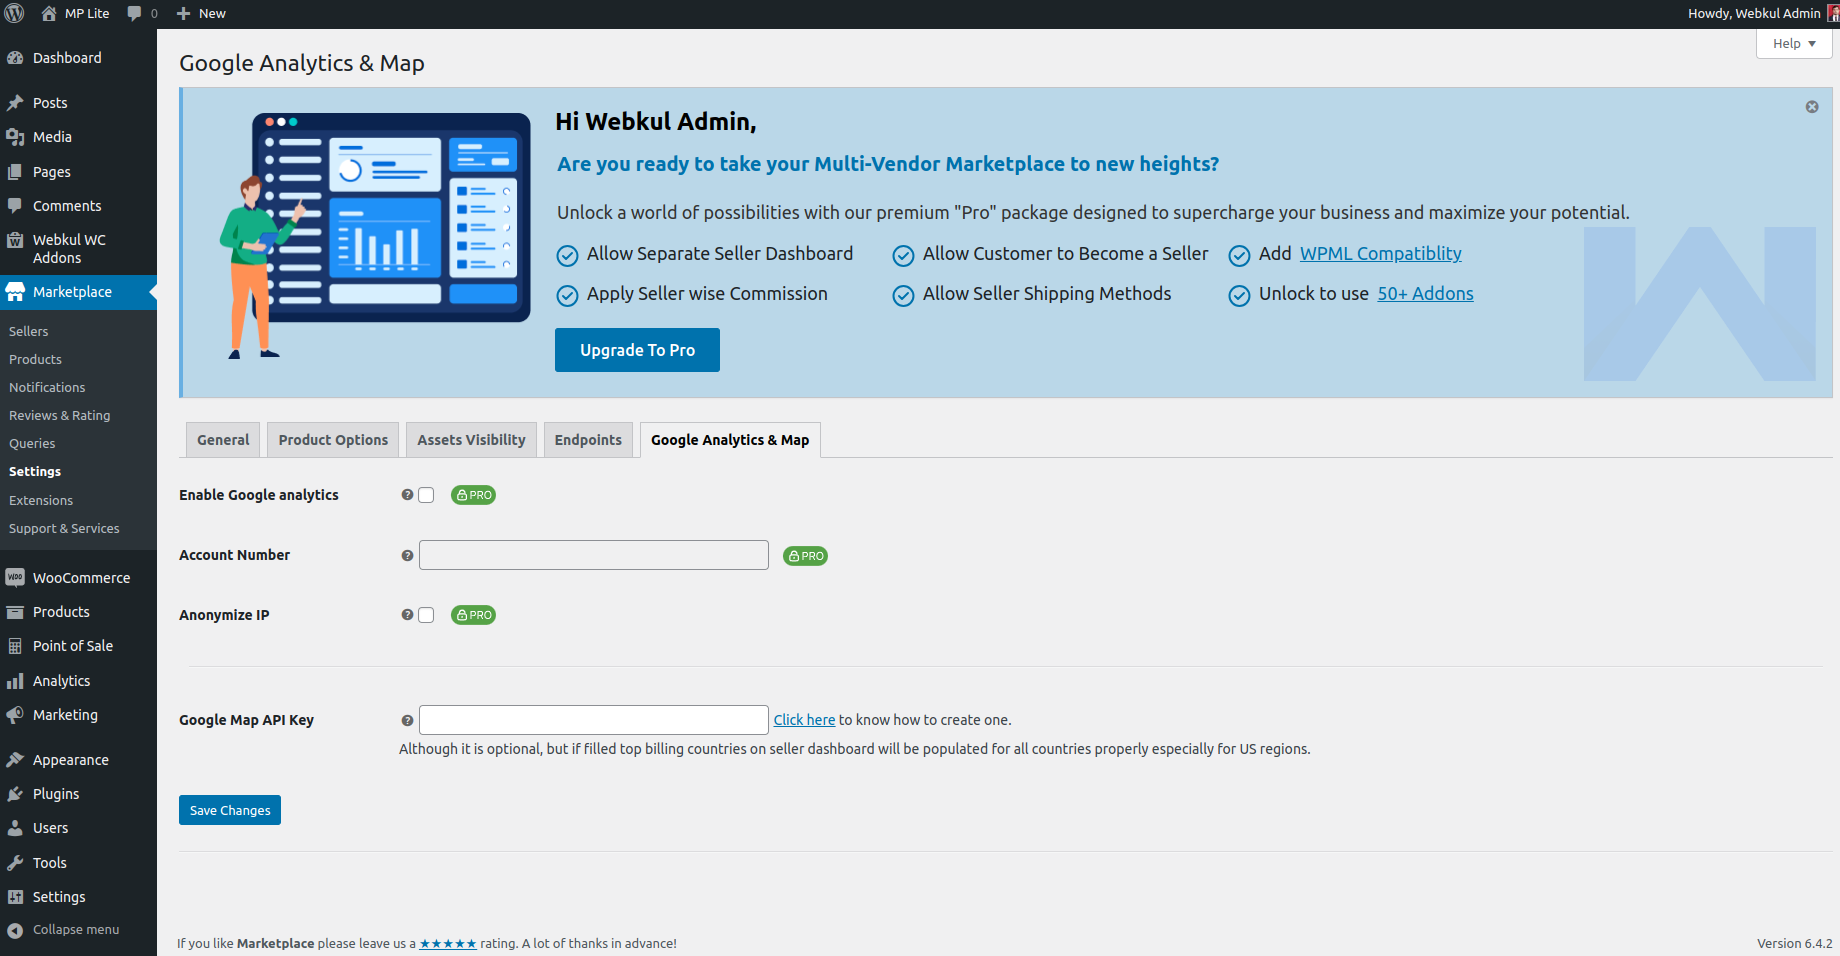 MP Lite
0
New
Howdy, Webkul Admin
Dashboard
Posts
Media
Pages
Comments
Webkul WC
Addons
Marketplace
Sellers
Products
Notifications
Reviews & Rating
Queries
Settings
Extensions
Support & Services
WooCommerce
Products
Point of Sale
Analytics
Marketing
Appearance
Plugins
Users
Tools
Settings
Collapse menu
Help
Google Analytics & Map
Hi Webkul Admin,
Are you ready to take your Multi-Vendor Marketplace to new heights?
Unlock a world of possibilities with our premium "Pro" package designed to supercharge your business and maximize your potential.
Allow Separate Seller Dashboard
Allow Customer to Become a Seller
Add WPML Compatiblity
Apply Seller wise Commission
Allow Seller Shipping Methods
Unlock to use 50+ Addons
Upgrade To Pro
General
Product Options
Assets Visibility
Endpoints
Google Analytics & Map
Enable Google analytics
PRO
Account Number
PRO
Anonymize IP
PRO
Google Map API Key
Click here to know how to create one.
Although it is optional, but if filled top billing countries on seller dashboard will be populated for all countries properly especially for US regions.
Save Changes
If you like Marketplace please leave us a ★★★★★ rating. A lot of thanks in advance!
Version 6.4.2